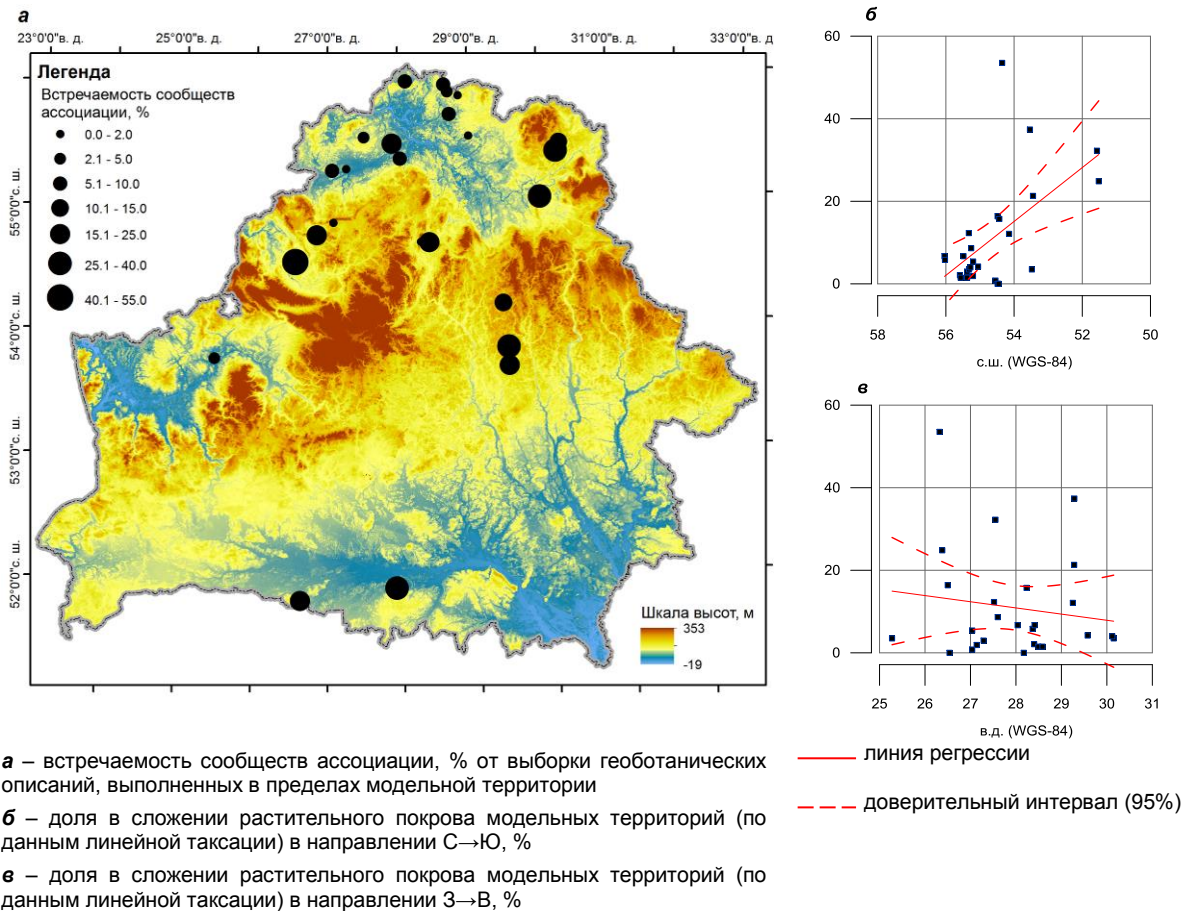 а
23°0'0"в. д. 25°0'0"в. д. 27°0'0"в. д. 29°0'0"в. д. 31°0'0"в. д. 33°0'0"в. д
55°0'0"с. ш.
54°0'0"с. ш.
53°0'0"с. ш.
52°0'0"с. ш.
Легенда
Встречаемость сообществ
ассоциации, %
0.0 - 2.0
2.1 - 5.0
5.1 - 10.0
10.1 - 15.0
15.1 - 25.0
25.1 - 40.0
40.1 - 55.0
Шкала высот, м
353
-19
б
60
40
20
0
58 56 54 52 50
с.ш. (WGS-84)
в
60
40
20
0
25 26 27 28 29 30 31
в.д. (WGS-84)
линия регрессии
доверительный интервал (95%)
а – встречаемость сообществ ассоциации, % от выборки геоботанических
описаний, выполненных в пределах модельной территории
б – доля в сложении растительного покрова модельных территорий (по
данным линейной таксации) в направлении С→Ю, %
в – доля в сложении растительного покрова модельных территорий (по
данным линейной таксации) в направлении З→В, %